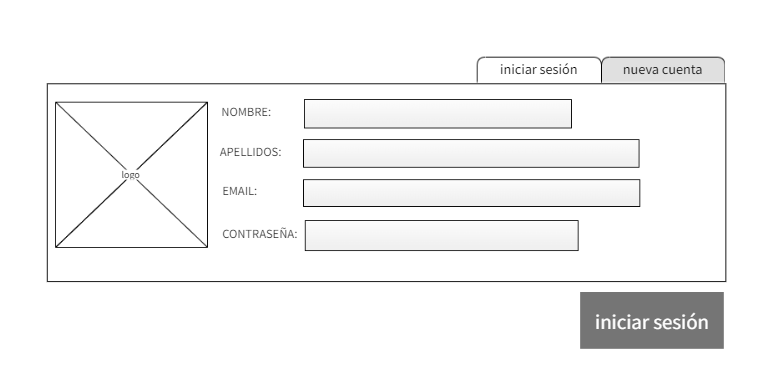 iniciar sesión
nueva cuenta
logo
NOMBRE:
APELLIDOS:
EMAIL:
CONTRASEÑA:
iniciar sesión